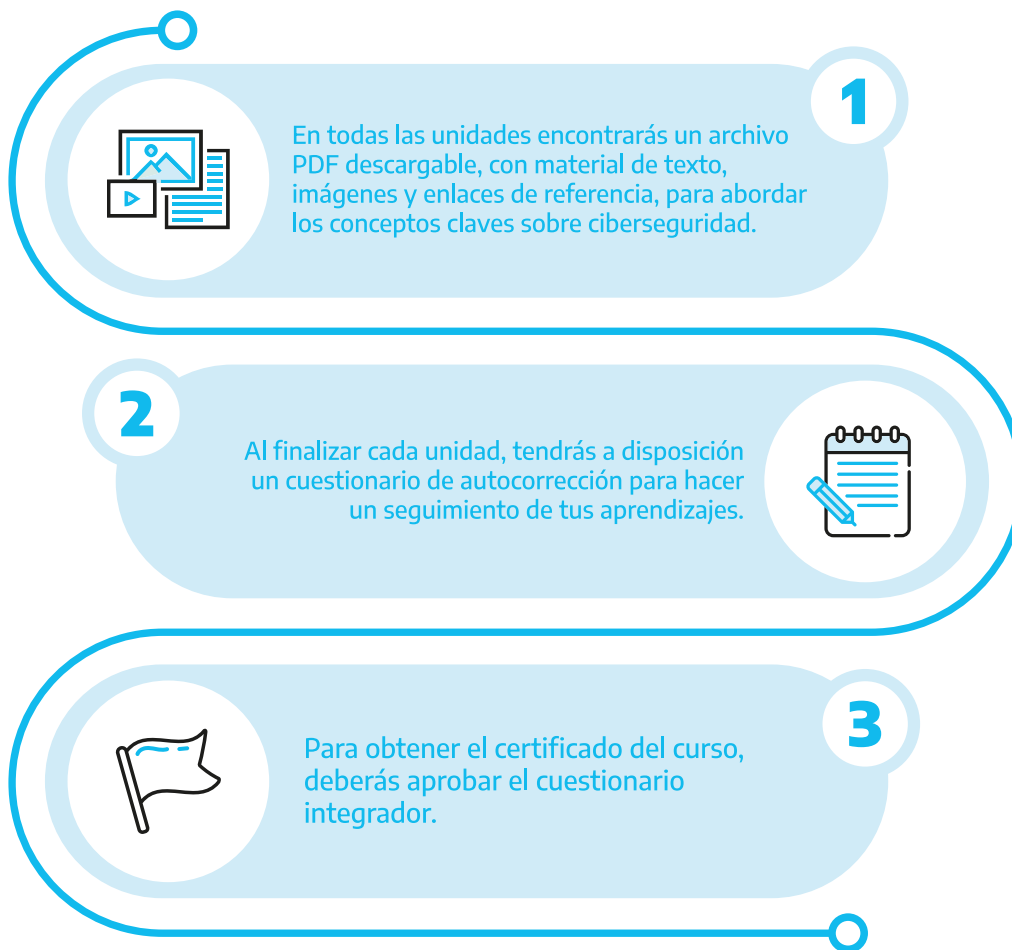 1
En todas las unidades encontrarás un archivo
PDF descargable, con material de texto,
imágenes y enlaces de referencia, para abordar
los conceptos claves sobre ciberseguridad.
2
Al finalizar cada unidad, tendrás a disposición
un cuestionario de autocorrección para hacer
un seguimiento de tus aprendizajes.
3
Para obtener el certificado del curso,
deberás aprobar el cuestionario
integrador.